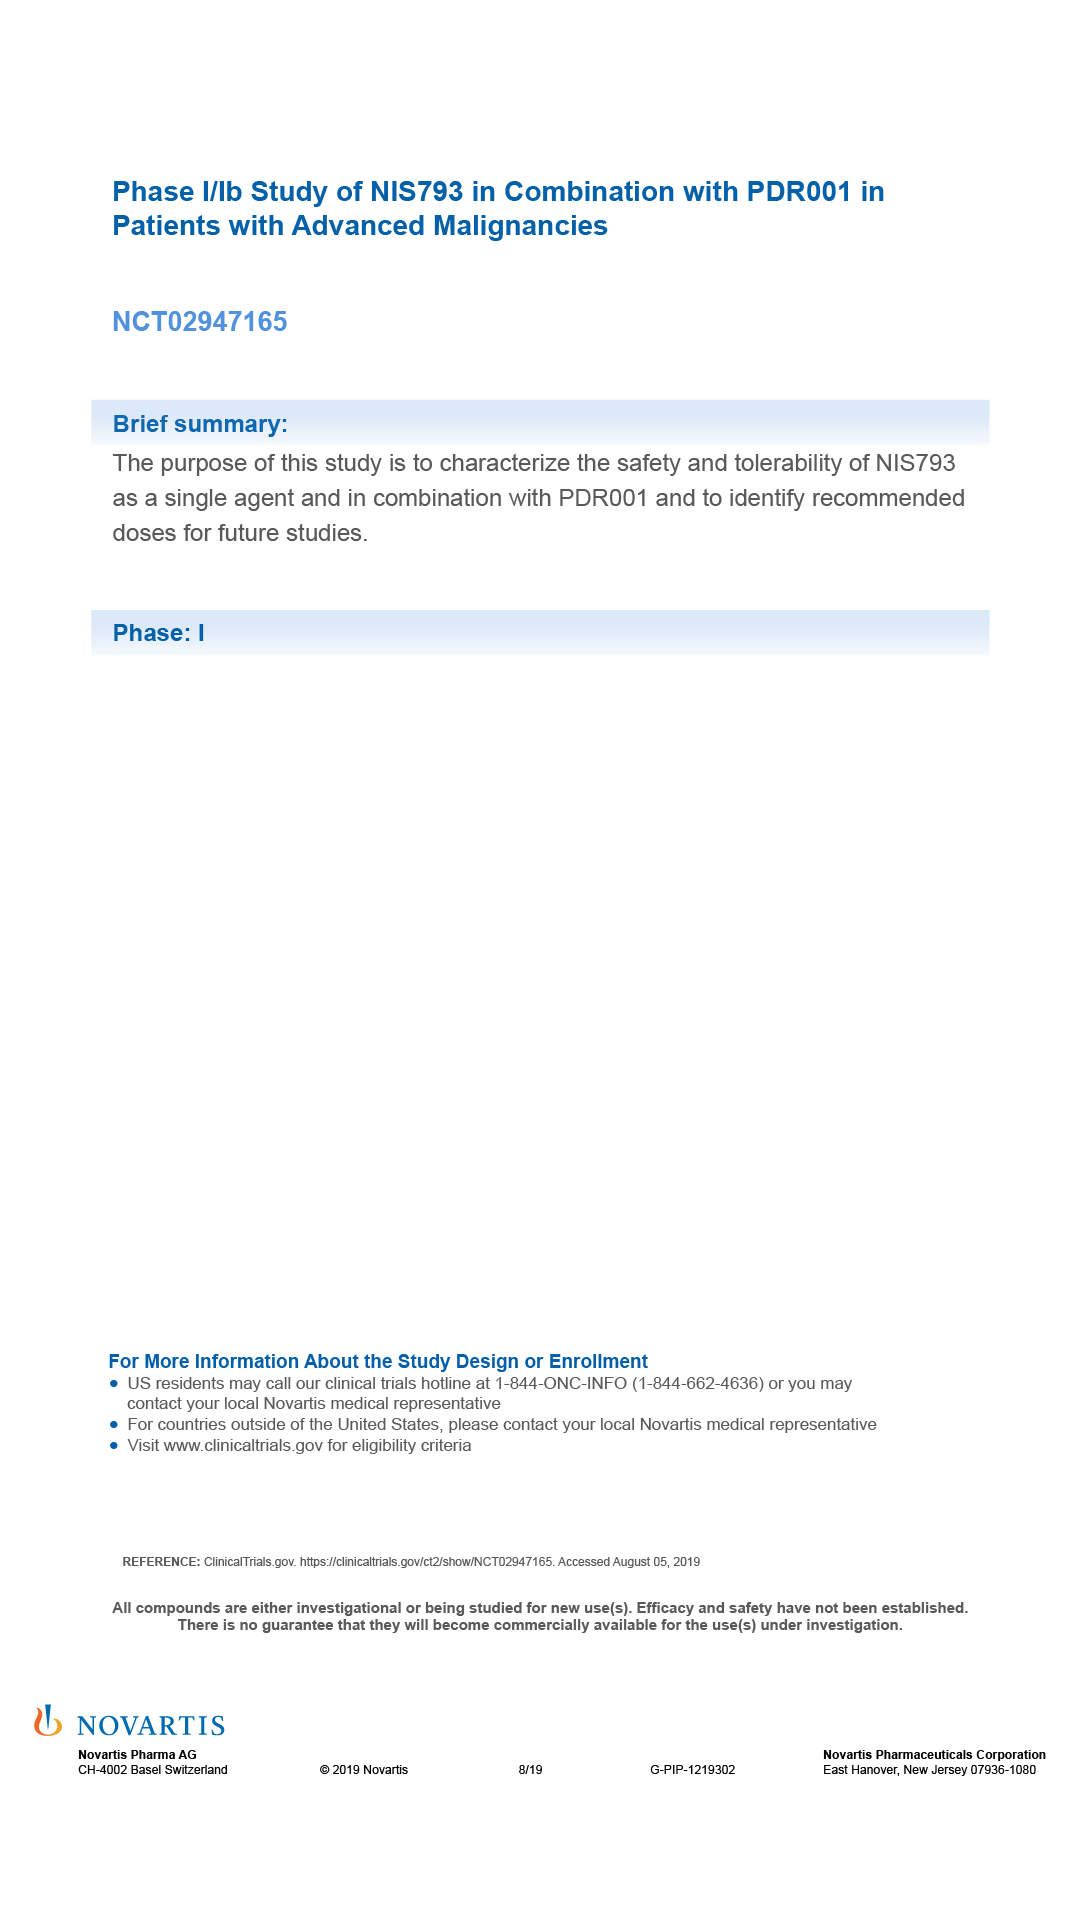 Phase I/Ib Study of NIS793 in Combination with PDR001 in
Patients with Advanced Malignancies
NCT02947165
Brief summary:
The purpose of this study is to characterize the safety and tolerability of NIS793
as a single agent and in combination with PDR001 and to identify recommended
doses for future studies.
Phase: I
For More Information About the Study Design or Enrollment
● US residents may call our clinical trials hotline at 1-844-ONC-INFO (1-844-662-4636) or you may
contact your local Novartis medical representative
● For countries outside of the United States, please contact your local Novartis medical representative
● Visit www.clinicaltrials.gov for eligibility criteria
REFERENCE: ClinicalTrials.gov. https://clinicaltrials.gov/ct2/show/NCT02947165. Accessed August 05, 2019
All compounds are either investigational or being studied for new use(s). Efficacy and safety have not been established.
There is no guarantee that they will become commercially available for the use(s) under investigation.
NOVARTIS
Novartis Pharma AG
CH-4002 Basel Switzerland
© 2019 Novartis
8/19
G-PIP-1219302
Novartis Pharmaceuticals Corporation
East Hanover, New Jersey 07936-1080